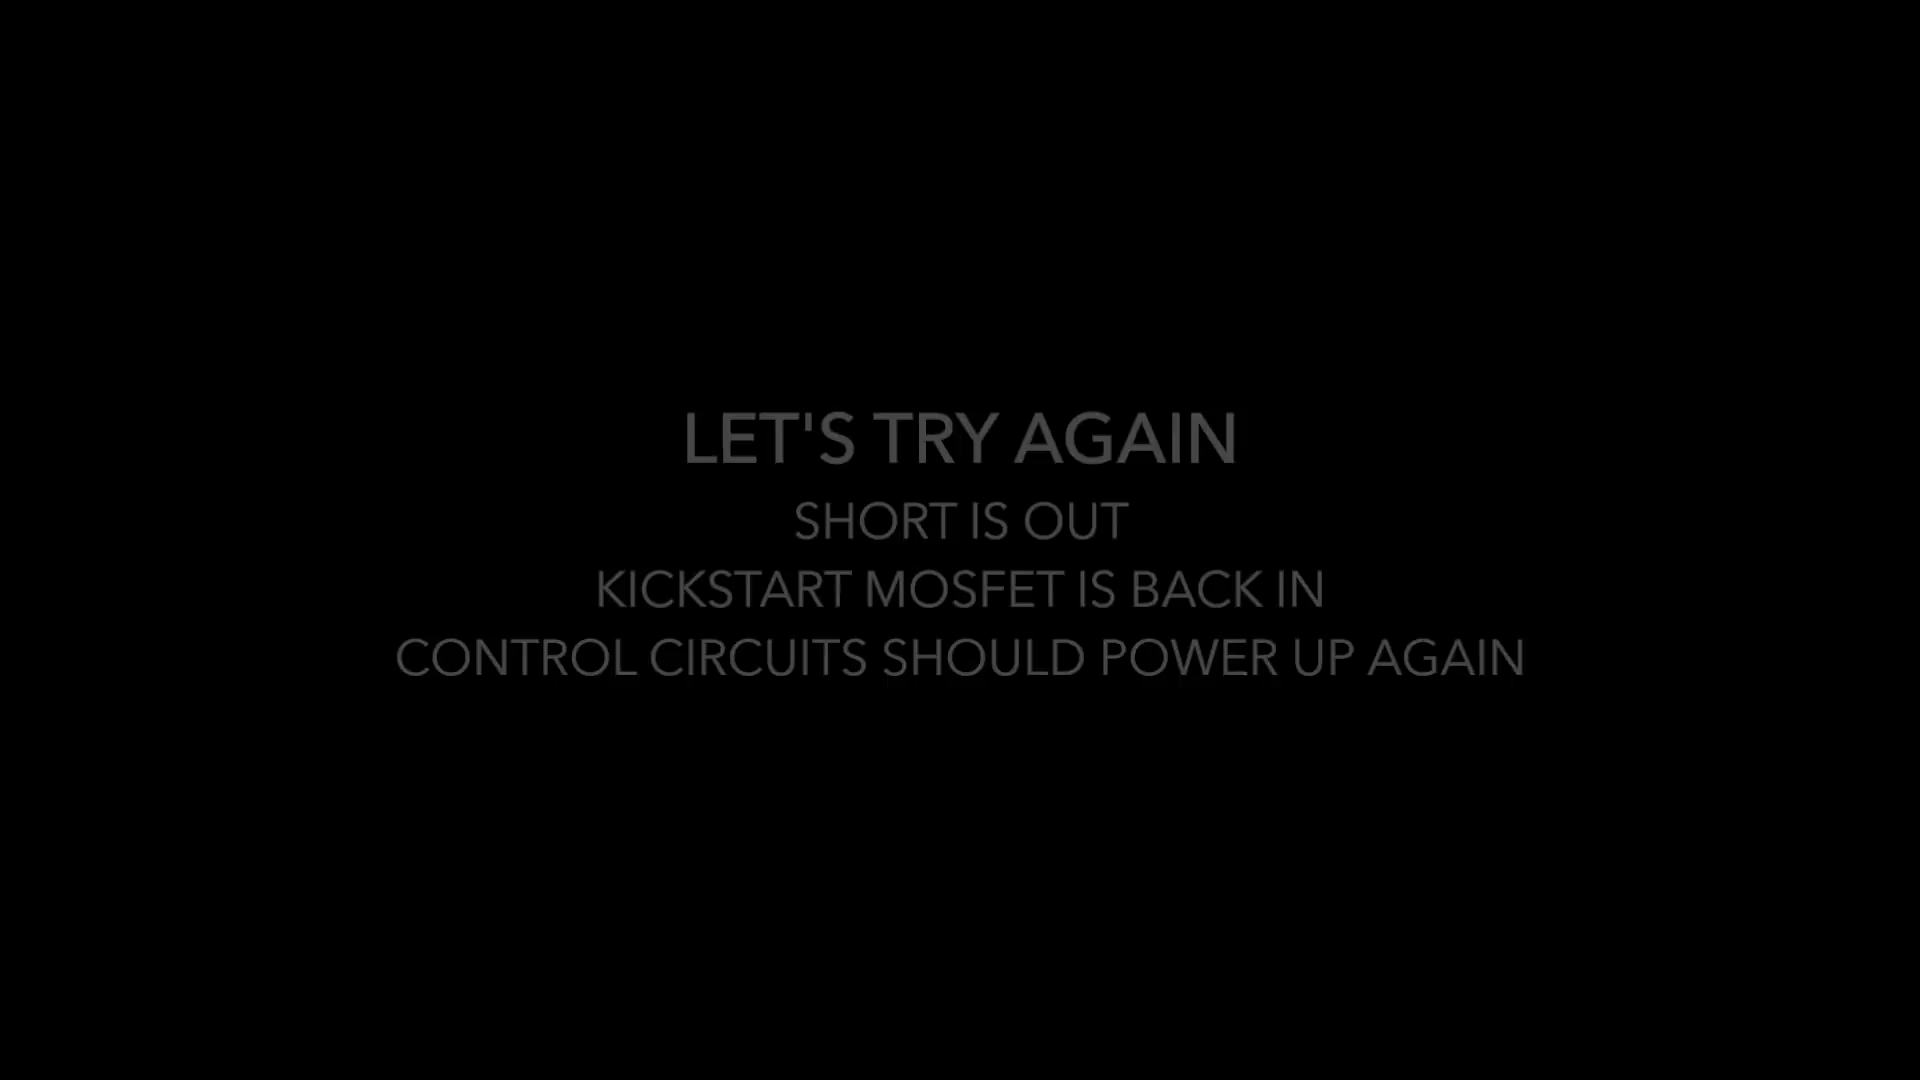 LET'S TRY AGAIN
SHORT IS OUT
KICKSTART MOSFET IS BACK IN
CONTROL CIRCUITS SHOULD POWER UP AGAIN